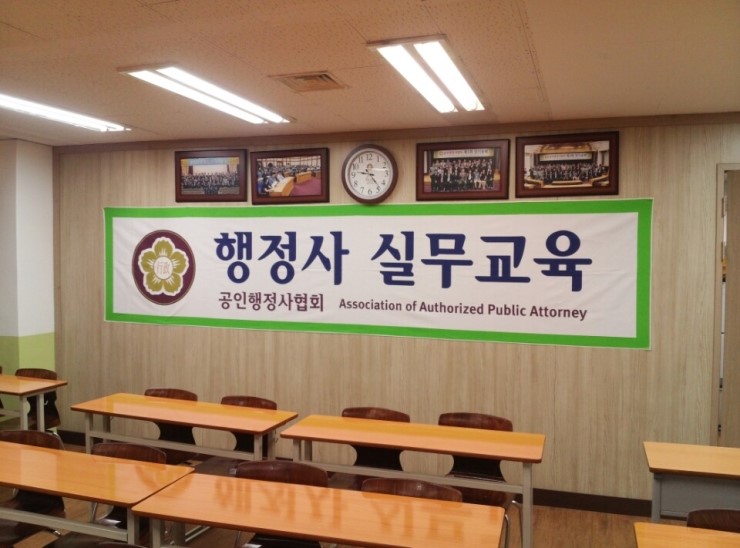 행정사 실무교육
공인행정사협회 Association of Authorized Public Attorney